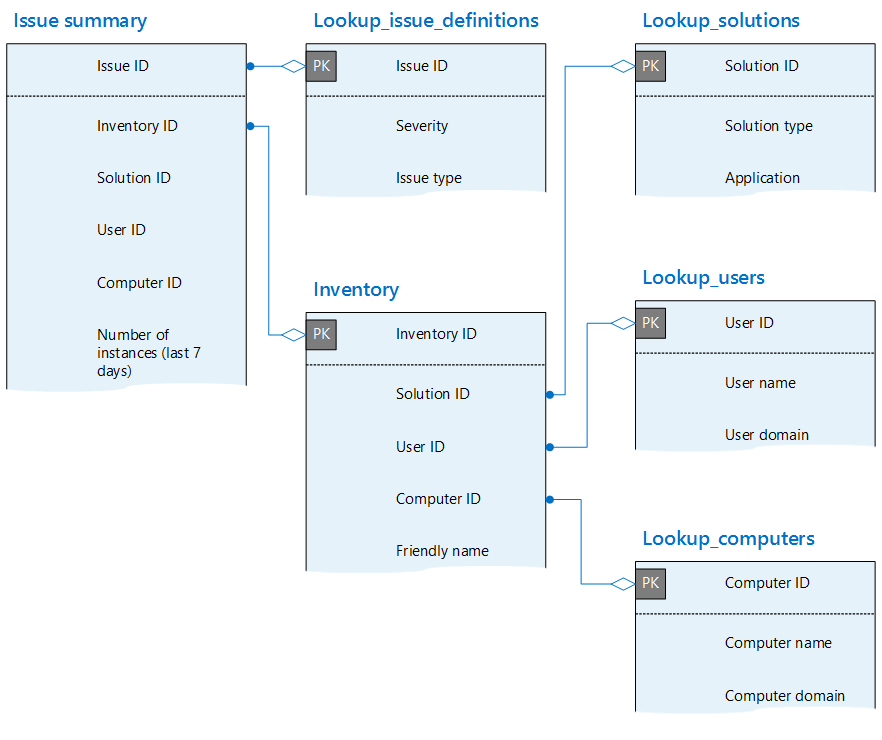 Issue summary
Issue ID
Inventory ID
Solution ID
User ID
Computer ID
Number of
instances (last 7
days)
Lookup_issue_definitions
PK
Issue ID
Severity
Issue type
Inventory
PK
Inventory ID
Solution ID
User ID
Computer ID
Friendly name
Lookup_solutions
PK
Solution ID
Solution type
Application
Lookup_users
PK
User ID
User name
User domain
Lookup_computers
PK
Computer ID
Computer name
Computer domain